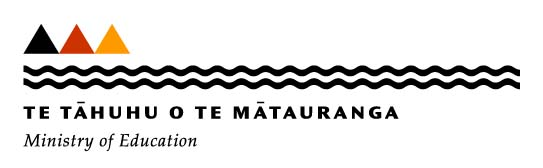 TE TĀHUHU O TE MĀTAURANGA
Ministry of Education